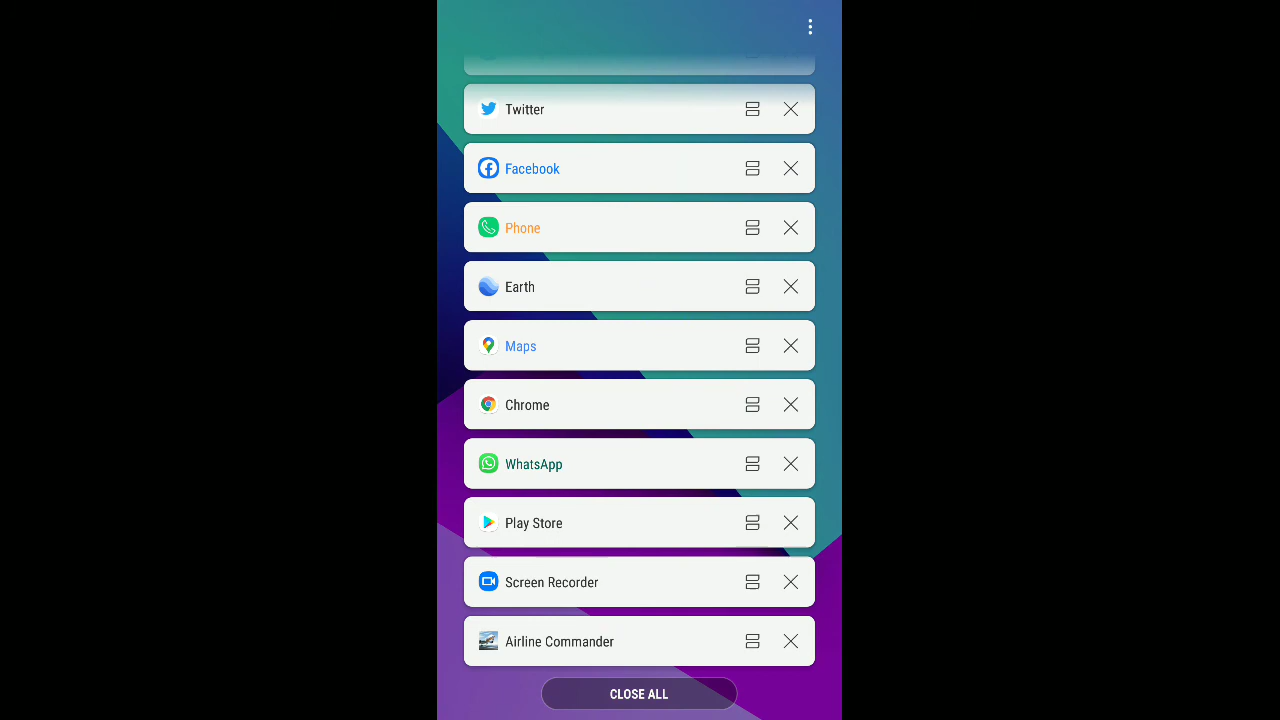 Twitter
Facebook
Phone
Earth
Maps
Chrome
WhatsApp
Play Store
Screen Recorder
Airline Commander
CLOSE ALL